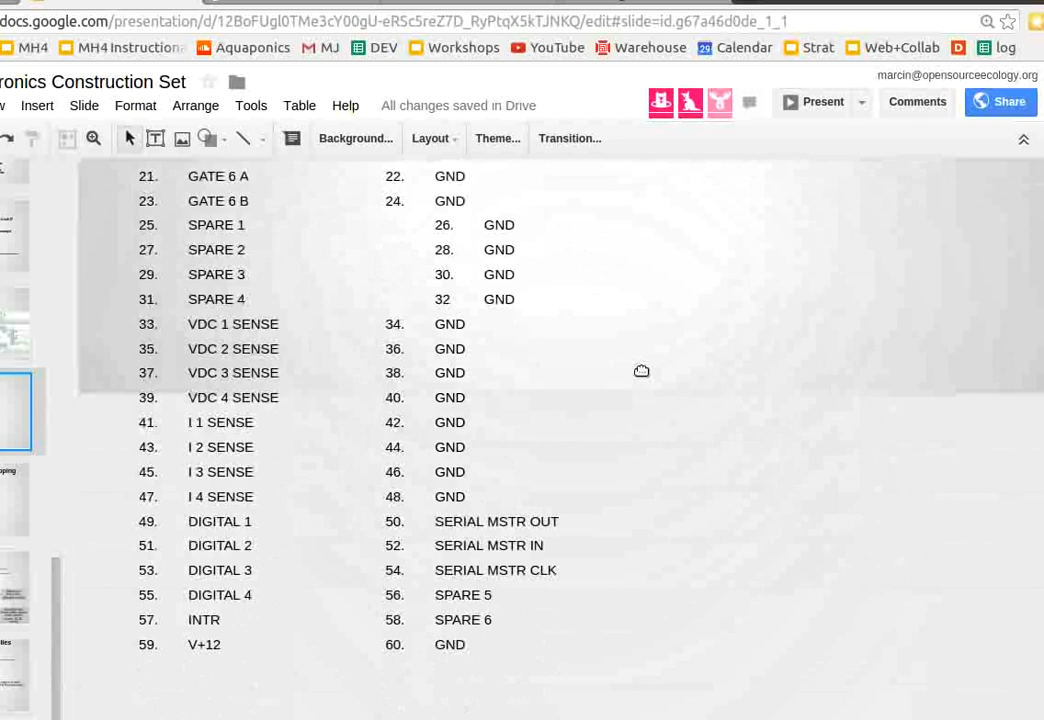 docs.google.com/presentation/d/12BoFUgl0TMe3cY00gU-eRSc5reZ7D_RyPtqX5kTJNKQ/edit#slide=id.g67a46d0de_1_1
MH4 MH4 Instructiona Aquaponics MJ DEV Workshops YouTube Warehouse 29 Calendar Strat Web+Collab D log
ronics Construction Set
marcin@opensourceecology.org
w Insert Slide Format Arrange Tools Table Help All changes saved in Drive
Present Comments Share
Background... Layout Theme... Transition...
21. GATE 6 A 22. GND
23. GATE 6 B 24. GND
25. SPARE 1 26. GND
27. SPARE 2 28. GND
29. SPARE 3 30. GND
31. SPARE 4 32 GND
33. VDC 1 SENSE 34. GND
35. VDC 2 SENSE 36. GND
37. VDC 3 SENSE 38. GND
39. VDC 4 SENSE 40. GND
41. I 1 SENSE 42. GND
43. I 2 SENSE 44. GND
45. I 3 SENSE 46. GND
47. I 4 SENSE 48. GND
49. DIGITAL 1 50. SERIAL MSTR OUT
51. DIGITAL 2 52. SERIAL MSTR IN
53. DIGITAL 3 54. SERIAL MSTR CLK
55. DIGITAL 4 56. SPARE 5
57. INTR 58. SPARE 6
59. V+12 60. GND